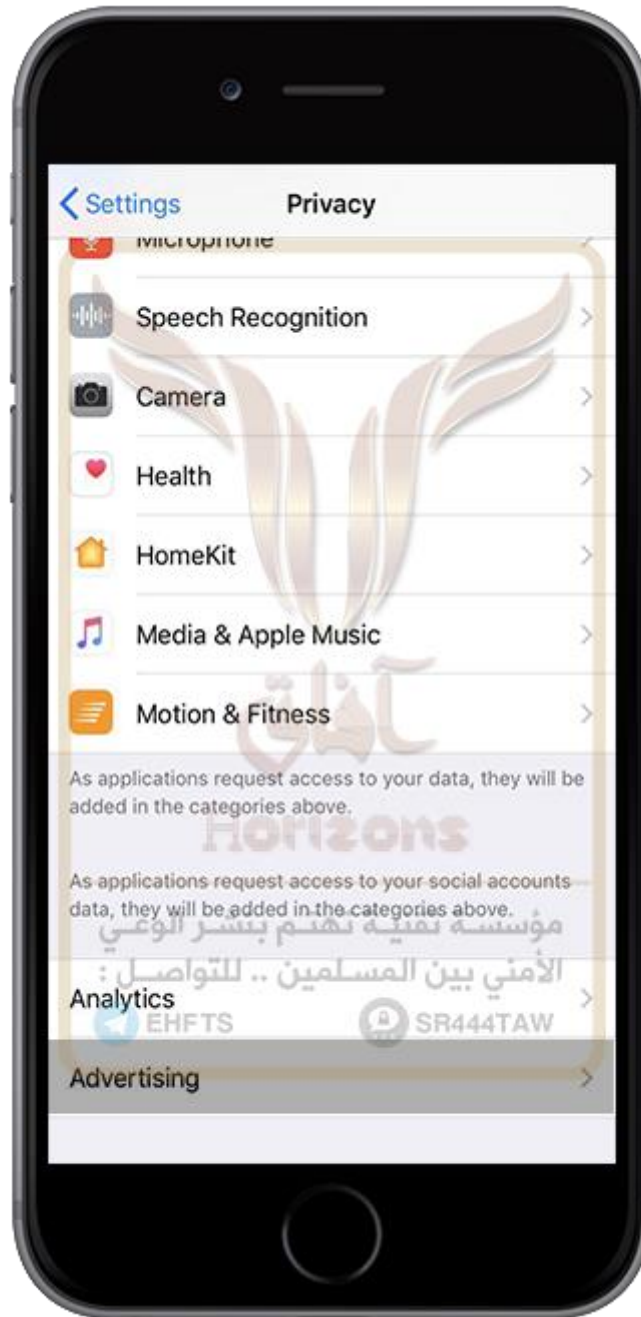 Settings
Privacy
Microphone
Speech Recognition
Camera
Health
HomeKit
Media & Apple Music
Motion & Fitness
آفاق
As applications request access to your data, they will be
added in the categories above.
Horizons
As applications request access to your social accounts
data, they will be added in the categories above.
مؤسسة تقنية تهتم بنشر الوعي
الأمني بين المسلمين .. للتواصل :
Analytics
EHFTS
SR444TAW
Advertising